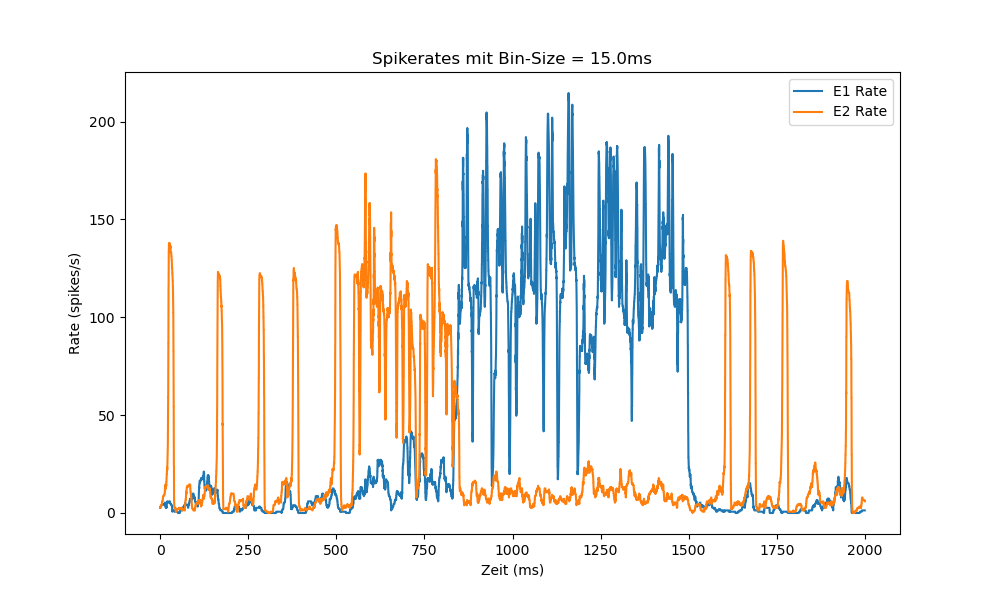 Spikerates mit Bin-Size = 15.0ms
E1 Rate
E2 Rate
Rate (spikes/s)
200
150
100
50
0
0 250 500 750 1000 1250 1500 1750 2000
Zeit (ms)